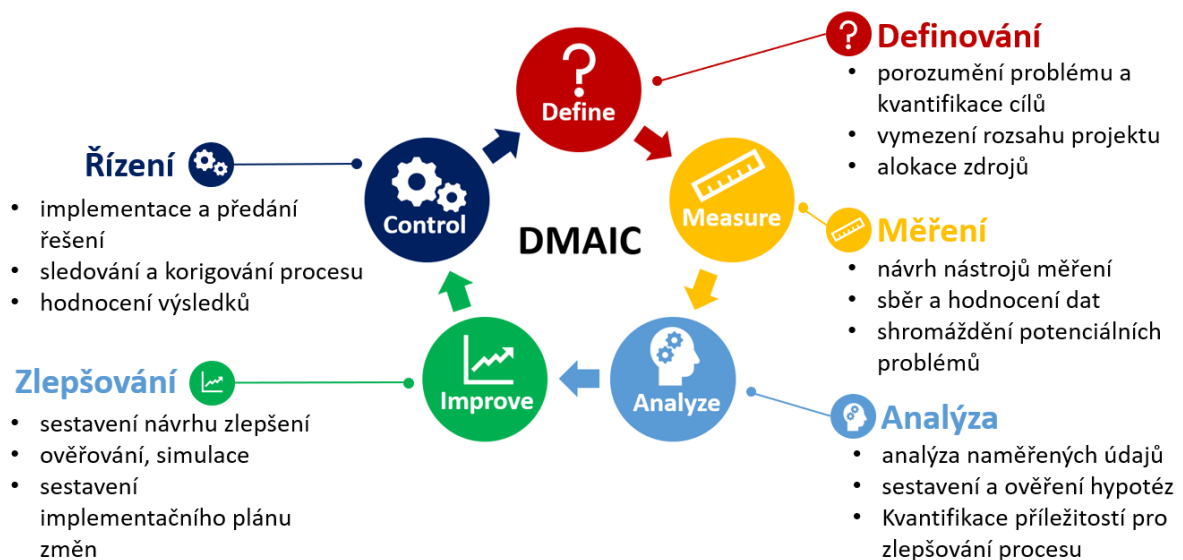 Define
Measure
Analyze
Improve
Control
DMAIC
Definování
• porozumění problému a
kvantifikace cílů
• vymezení rozsahu projektu
• alokace zdrojů
Měření
• návrh nástrojů měření
• sběr a hodnocení dat
• shromáždění potenciálních
problémů
Analýza
• analýza naměřených údajů
• sestavení a ověření hypotéz
• Kvantifikace příležitostí pro
zlepšování procesu
Zlepšování
• sestavení návrhu zlepšení
• ověřování, simulace
• sestavení
implementačního plánu
změn
Řízení
• implementace a předání
řešení
• sledování a korigování procesu
• hodnocení výsledků